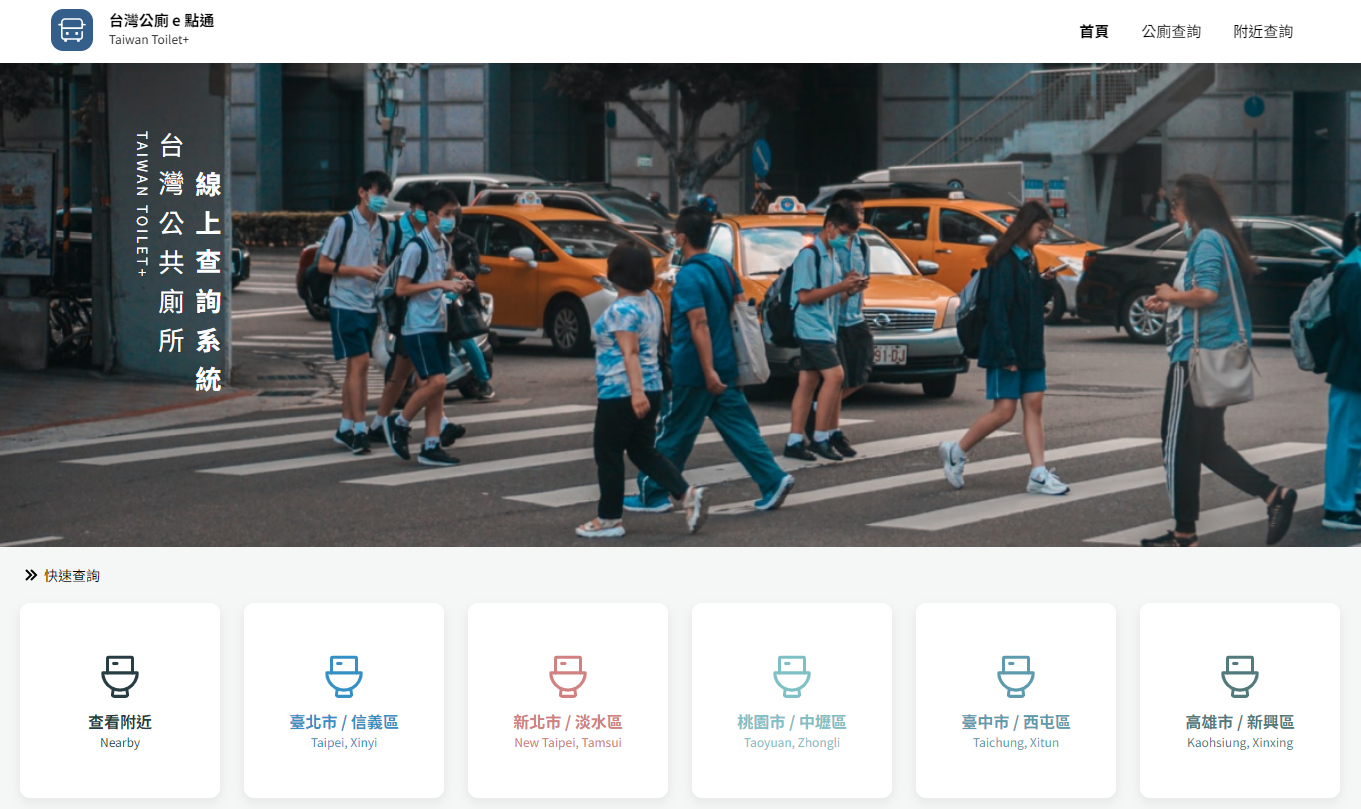 台灣公廁 e 點通
Taiwan Toilet+
首頁
公廁查詢
附近查詢
台灣公共廁所
線上查詢系統
TAIWAN TOILET+
91-DJ
快速查詢
查看附近
Nearby
臺北市 / 信義區
Taipei, Xinyi
新北市 / 淡水區
New Taipei, Tamsui
桃園市 / 中壢區
Taoyuan, Zhongli
臺中市 / 西屯區
Taichung, Xitun
高雄市 / 新興區
Kaohsiung, Xinxing